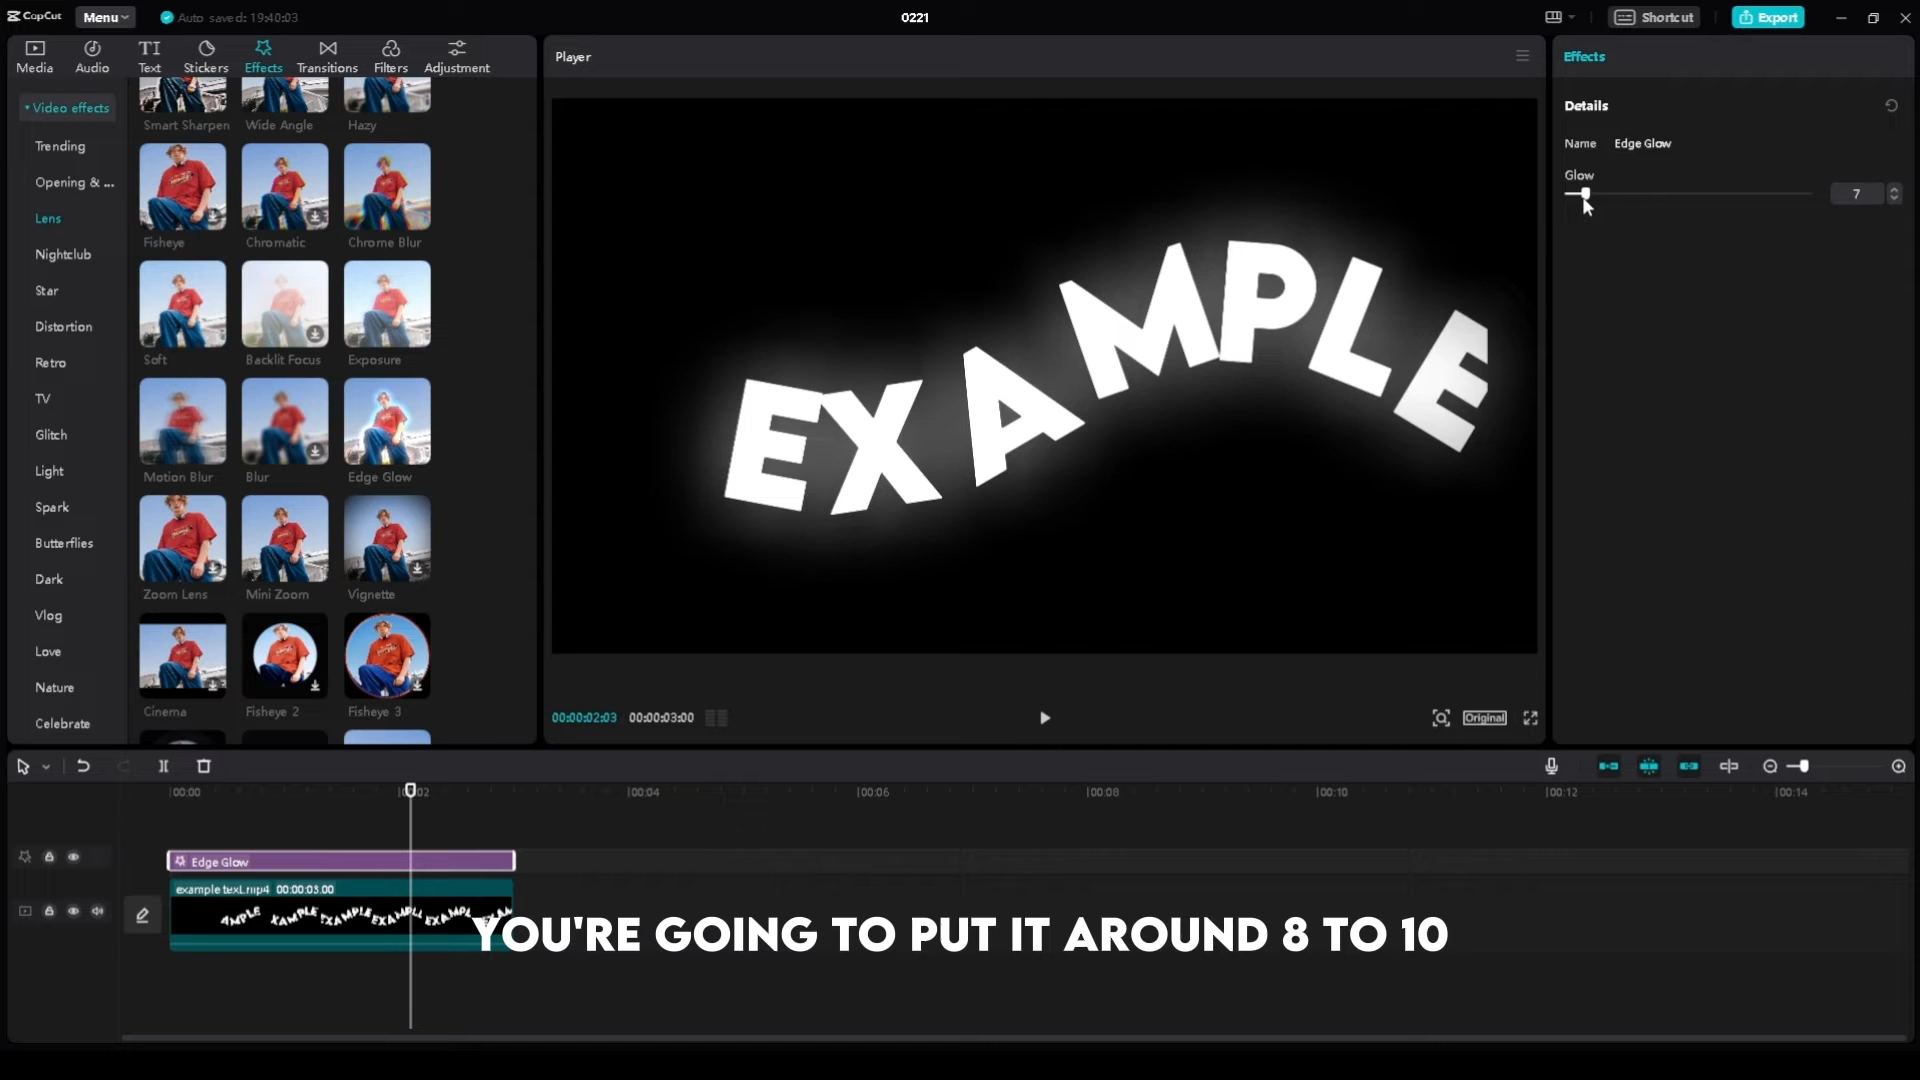 CapCut
Menu
Auto saved: 19:40:03
0221
Shortcut
Export
Media
Audio
TI
Text
Stickers
Effects
Transitions
Filters
Adjustment
Video effects
Trending
Opening & ...
Lens
Nightclub
Star
Distortion
Retro
TV
Glitch
Light
Spark
Butterflies
Dark
Vlog
Love
Nature
Celebrate
Smart Sharpen
Wide Angle
Hazy
Fisheye
Chromatic
Chrome Blur
Soft
Backlit Focus
Exposure
Motion Blur
Blur
Edge Glow
Zoom Lens
Mini Zoom
Vignette
Cinema
Fisheye 2
Fisheye 3
Player
EXAMPLE
00:00:02:03 00:00:03:00
Original
Effects
Details
Name Edge Glow
Glow
7
00:00
00:04
00:06
00:08
00:10
00:12
00:14
Edge Glow
example text.mp4 00:00:03:00
AMPLE XAMPLE EXAMPLE EXAMPLE EXAMPLE
YOU'RE GOING TO PUT IT AROUND 8 TO 10